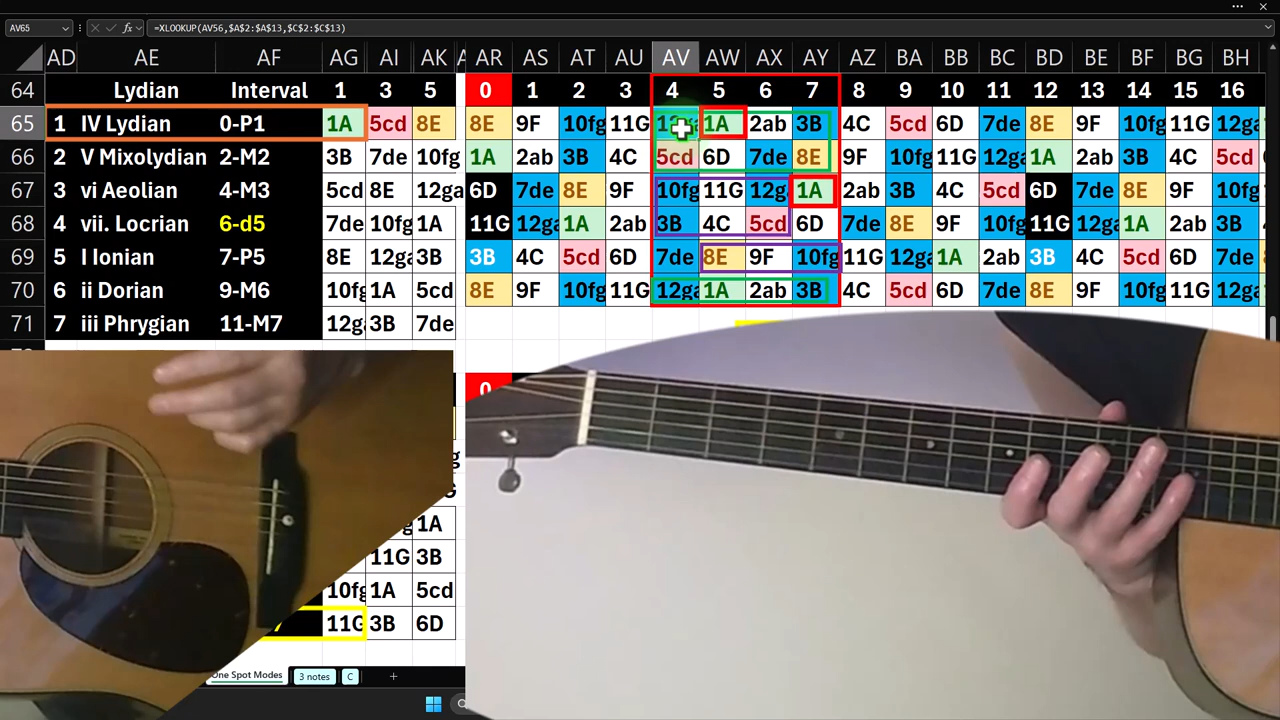 AV65 fx =XLOOKUP(AV56,$A$2:$A$13,$C$2:$C$13)
AD AE AF AG AI AK AR AS AT AU AV AW AX AY AZ BA BB BC BD BE BF BG BH
64 Lydian Interval 1 3 5 0 1 2 3 4 5 6 7 8 9 10 11 12 13 14 15 16
65 1 IV Lydian 0-P1 1A 5cd 8E 8E 9F 10fg 11G 12ga 1A 2ab 3B 4C 5cd 6D 7de 8E 9F 10fg 11G 12ga
66 2 V Mixolydian 2-M2 3B 7de 10fg 1A 2ab 3B 4C 5cd 6D 7de 8E 9F 10fg 11G 12ga 1A 2ab 3B 4C 5cd
67 3 vi Aeolian 4-M3 5cd 8E 12ga 6D 7de 8E 9F 10fg 11G 12ga 1A 2ab 3B 4C 5cd 6D 7de 8E 9F 10fg
68 4 vii. Locrian 6-d5 7de 10fg 1A 11G 12ga 1A 2ab 3B 4C 5cd 6D 7de 8E 9F 10fg 11G 12ga 1A 2ab 3B
69 5 I Ionian 7-P5 8E 12ga 3B 3B 4C 5cd 6D 7de 8E 9F 10fg 11G 12ga 1A 2ab 3B 4C 5cd 6D 7de
70 6 ii Dorian 9-M6 10fg 1A 5cd 8E 9F 10fg 11G 12ga 1A 2ab 3B 4C 5cd 6D 7de 8E 9F 10fg 11G 12ga
71 7 iii Phrygian 11-M7 12ga 3B 7de
0
1A
11G 3B
10fg 1A 5cd
11G 3B 6D
One Spot Modes 3 notes C +